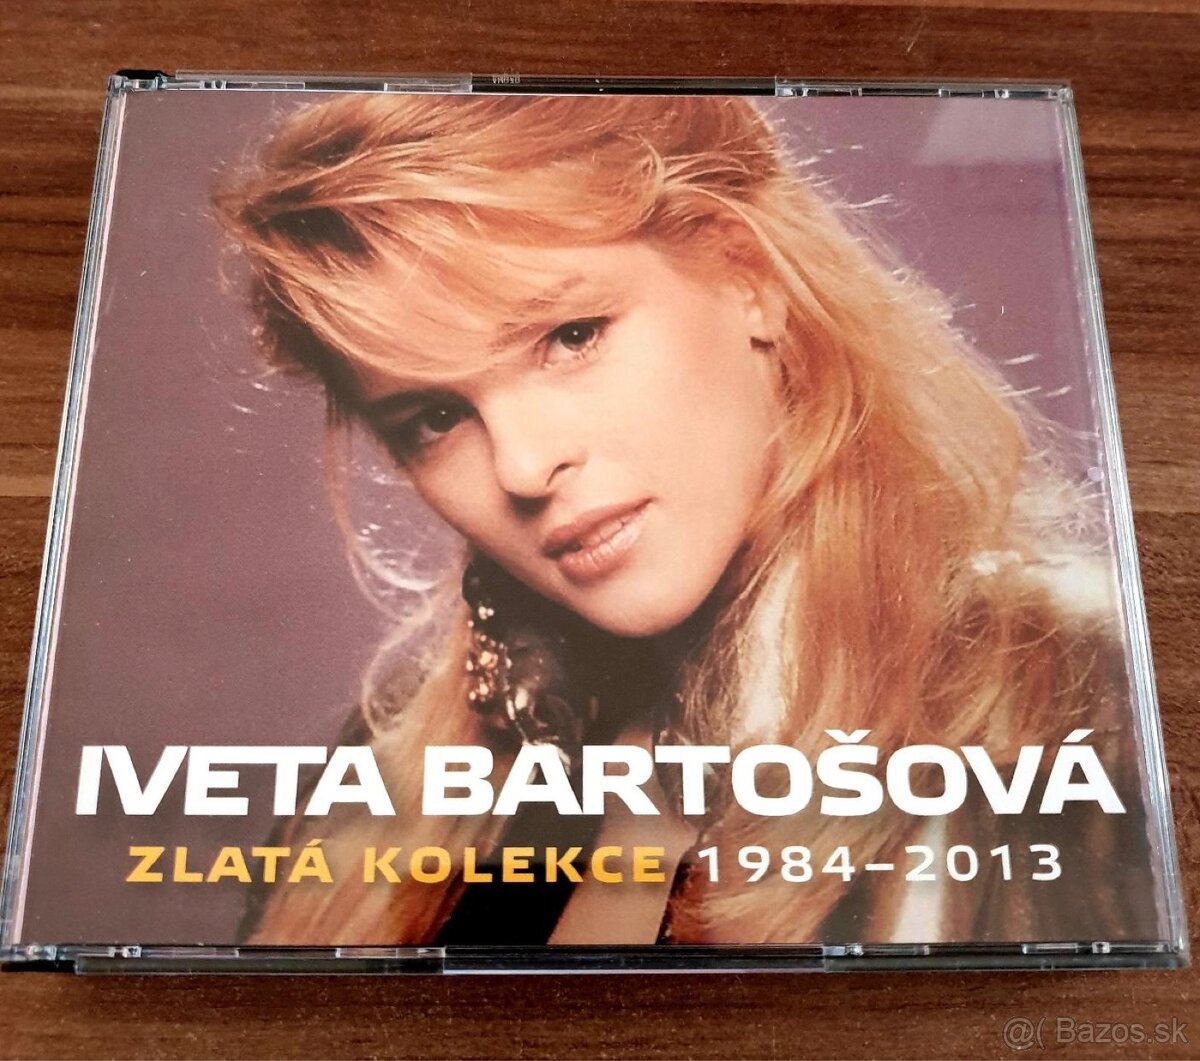 IVETA BARTOŠOVÁ
ZLATÁ KOLEKCE 1984–2013
@( Bazos.sk